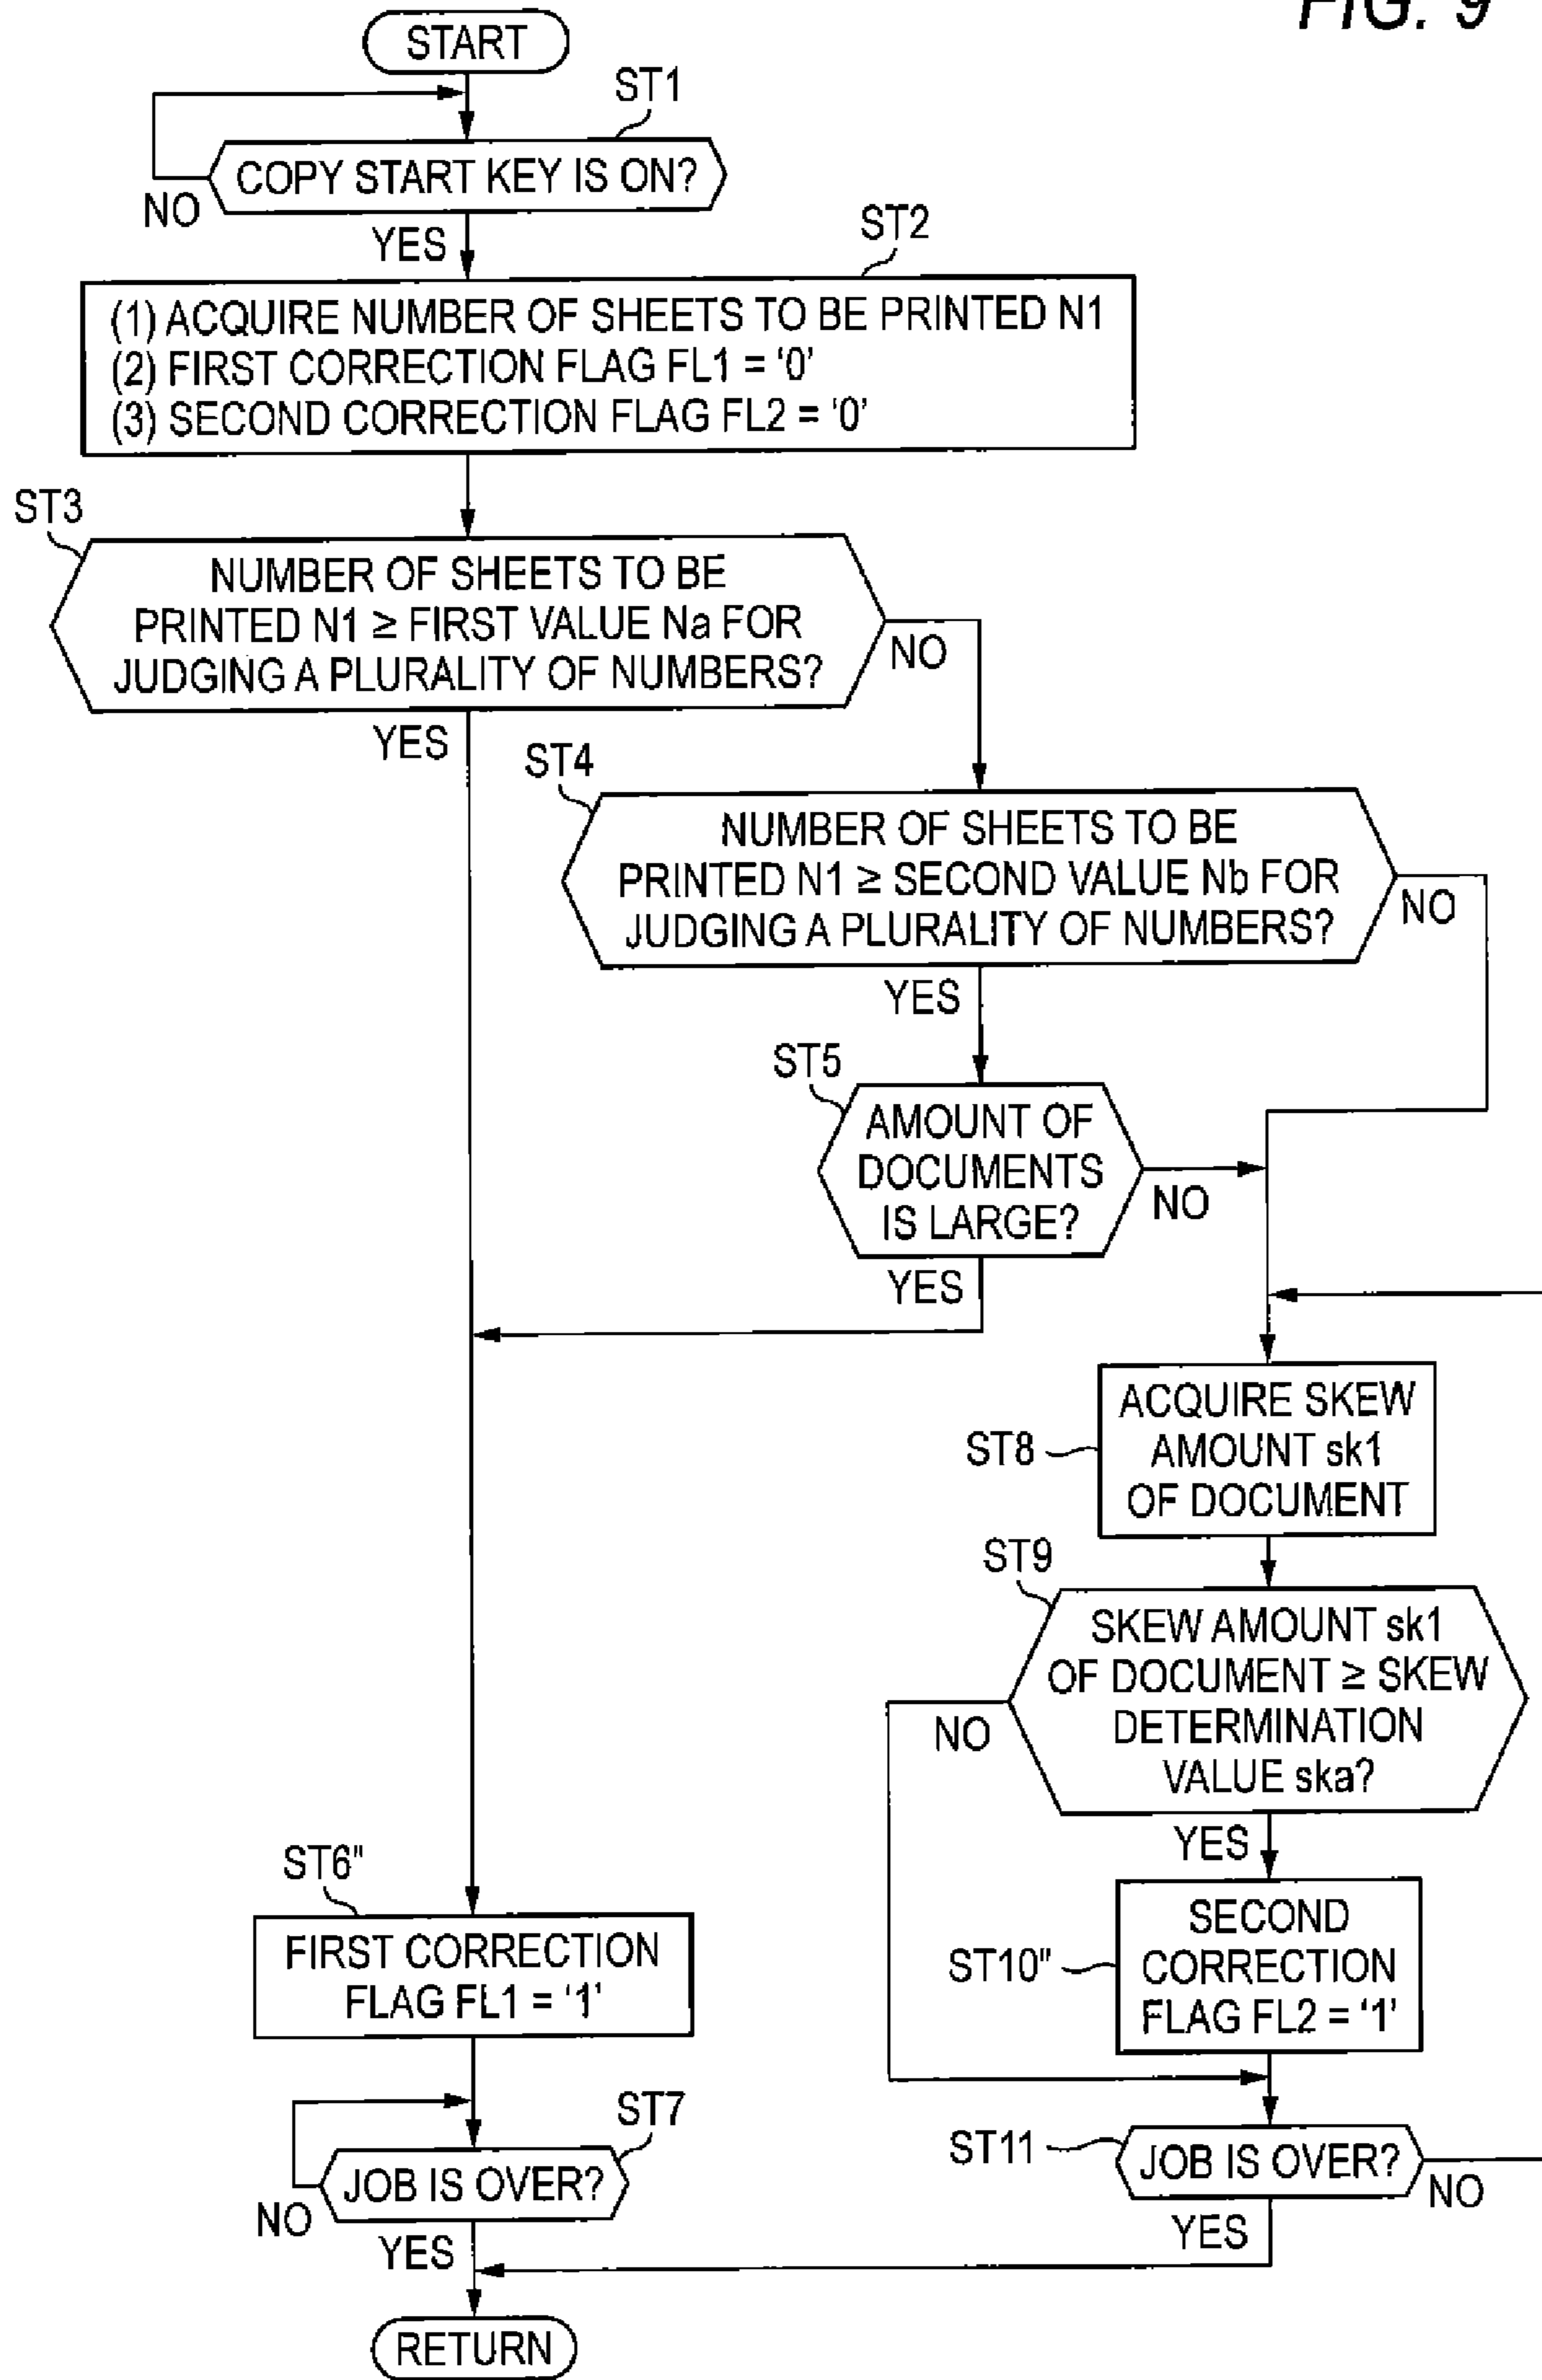 FIG. 9
START
ST1
COPY START KEY IS ON?
NO
YES
ST2
(1) ACQUIRE NUMBER OF SHEETS TO BE PRINTED N1
(2) FIRST CORRECTION FLAG FL1 = ‘0’
(3) SECOND CORRECTION FLAG FL2 = ‘0’
ST3
NUMBER OF SHEETS TO BE
PRINTED N1 ≥ FIRST VALUE Na FOR
JUDGING A PLURALITY OF NUMBERS?
NO
YES
ST4
NUMBER OF SHEETS TO BE
PRINTED N1 ≥ SECOND VALUE Nb FOR
JUDGING A PLURALITY OF NUMBERS?
NO
YES
ST5
AMOUNT OF
DOCUMENTS
IS LARGE?
NO
YES
ACQUIRE SKEW
AMOUNT sk1
OF DOCUMENT
ST8
ST9
SKEW AMOUNT sk1
OF DOCUMENT ≥ SKEW
DETERMINATION
VALUE ska?
NO
YES
ST6"
FIRST CORRECTION
FLAG FL1 = ‘1’
ST10"
SECOND
CORRECTION
FLAG FL2 = ‘1’
ST7
JOB IS OVER?
NO
YES
ST11
JOB IS OVER?
NO
YES
RETURN